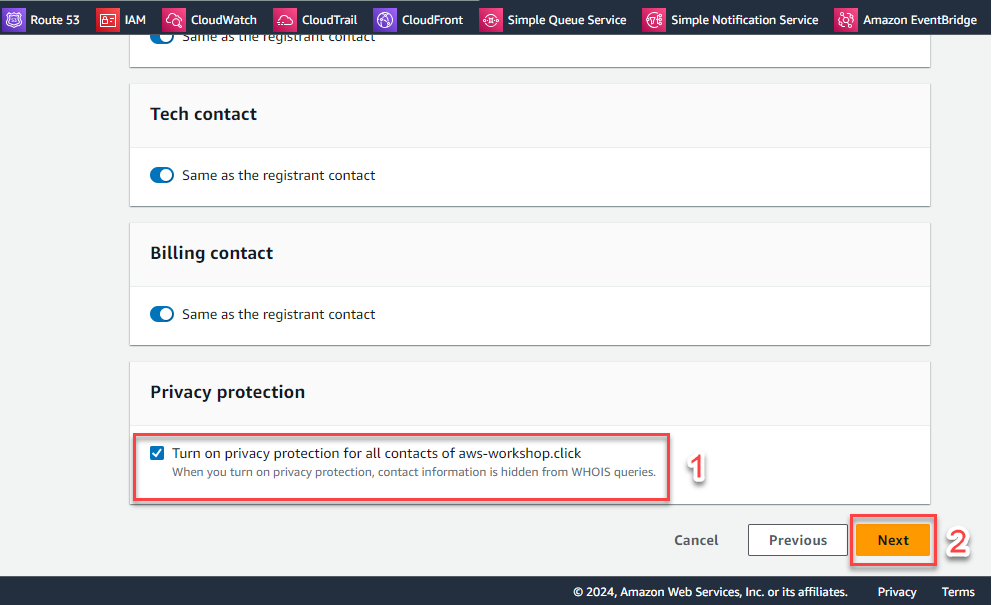 Route 53 IAM CloudWatch CloudTrail CloudFront Simple Queue Service Simple Notification Service Amazon EventBridge
Same as the registrant contact
Tech contact
Same as the registrant contact
Billing contact
Same as the registrant contact
Privacy protection
Turn on privacy protection for all contacts of aws-workshop.click
When you turn on privacy protection, contact information is hidden from WHOIS queries.
1
Cancel Previous Next 2
© 2024, Amazon Web Services, Inc. or its affiliates. Privacy Terms